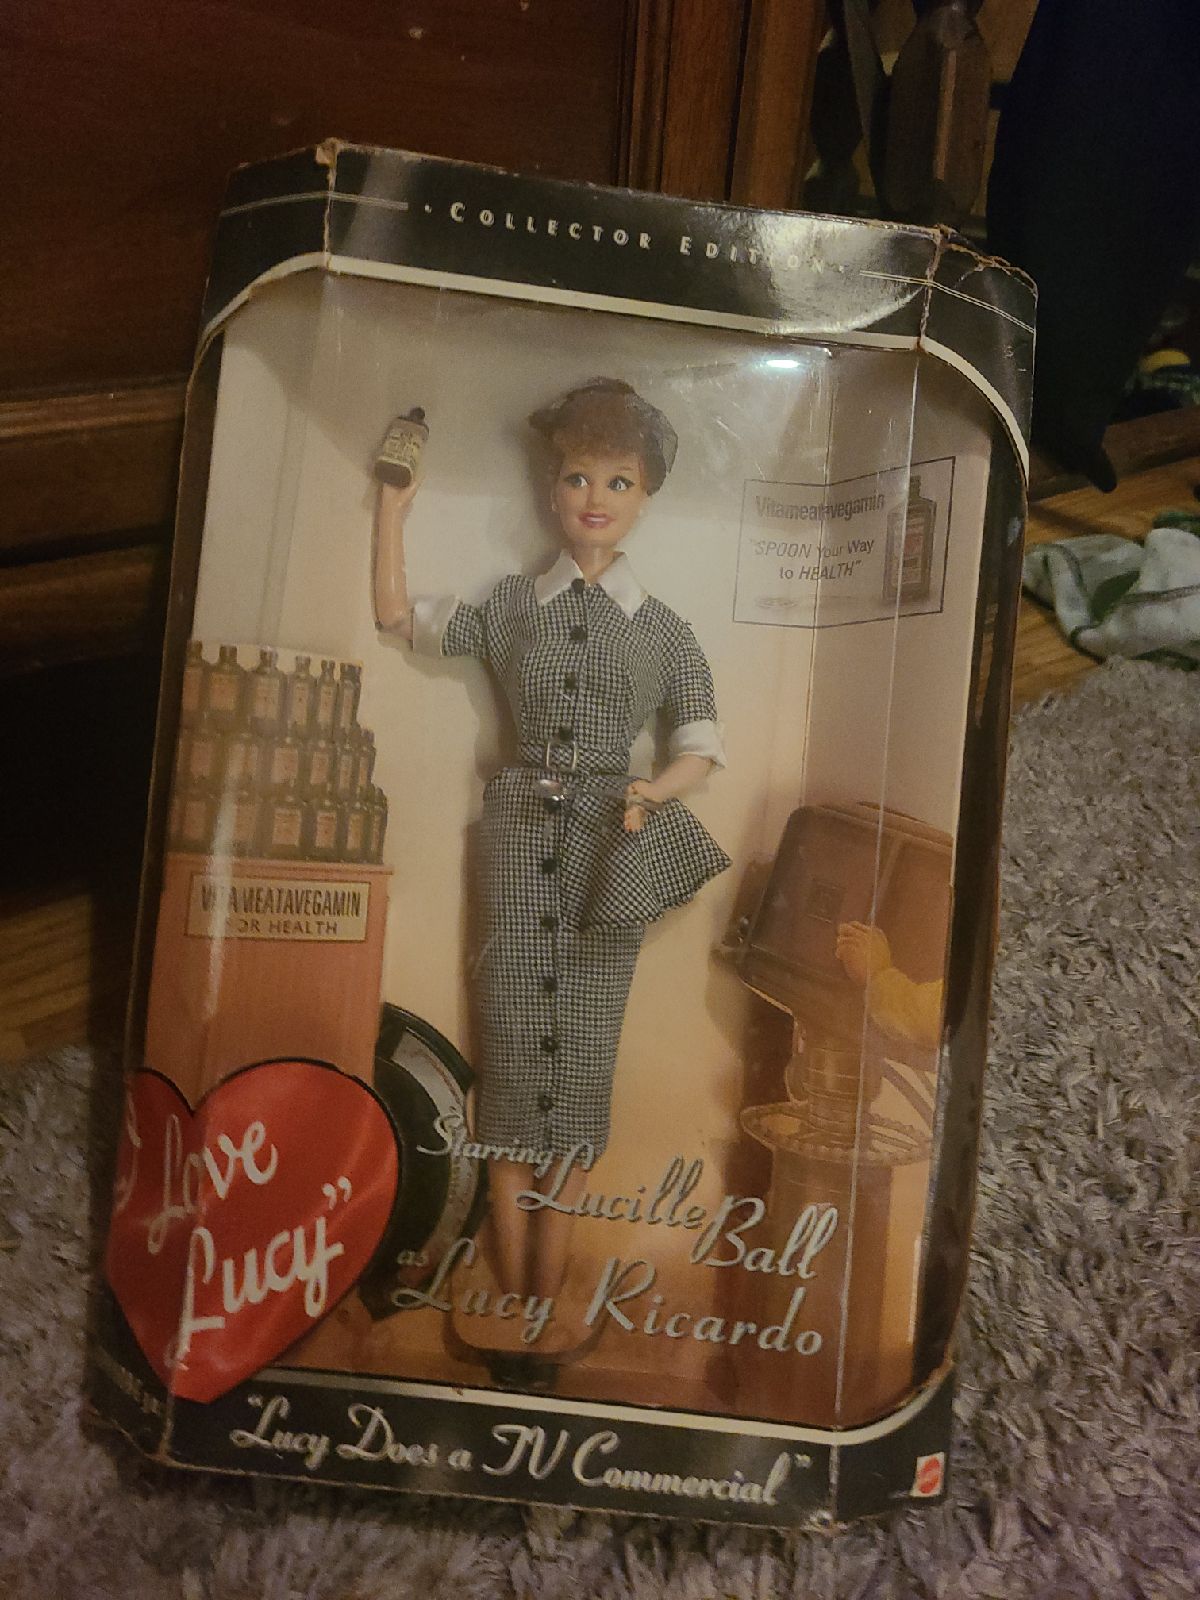 · COLLECTOR EDITION ·
Vitameatavegamin
"SPOON Your Way
to HEALTH"
VITAMEATAVEGAMIN
FOR HEALTH
I Love
Lucy"
Starring
Lucille Ball
as
Lucy Ricardo
"Lucy Does a TV Commercial"